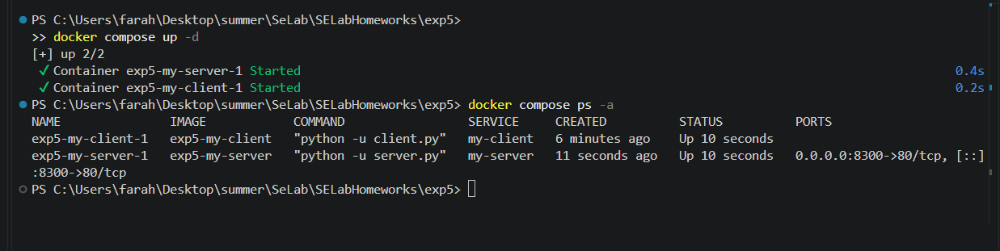 PS C:\Users\farah\Desktop\summer\SeLab\SELabHomeworks\exp5>
>> docker compose up -d
[+] up 2/2
✓ Container exp5-my-server-1 Started 0.4s
✓ Container exp5-my-client-1 Started 0.2s
PS C:\Users\farah\Desktop\summer\SeLab\SELabHomeworks\exp5> docker compose ps -a
NAME IMAGE COMMAND SERVICE CREATED STATUS PORTS
exp5-my-client-1 exp5-my-client "python -u client.py" my-client 6 minutes ago Up 10 seconds
exp5-my-server-1 exp5-my-server "python -u server.py" my-server 11 seconds ago Up 10 seconds 0.0.0.0:8300->80/tcp, [::]
:8300->80/tcp
PS C:\Users\farah\Desktop\summer\SeLab\SELabHomeworks\exp5>